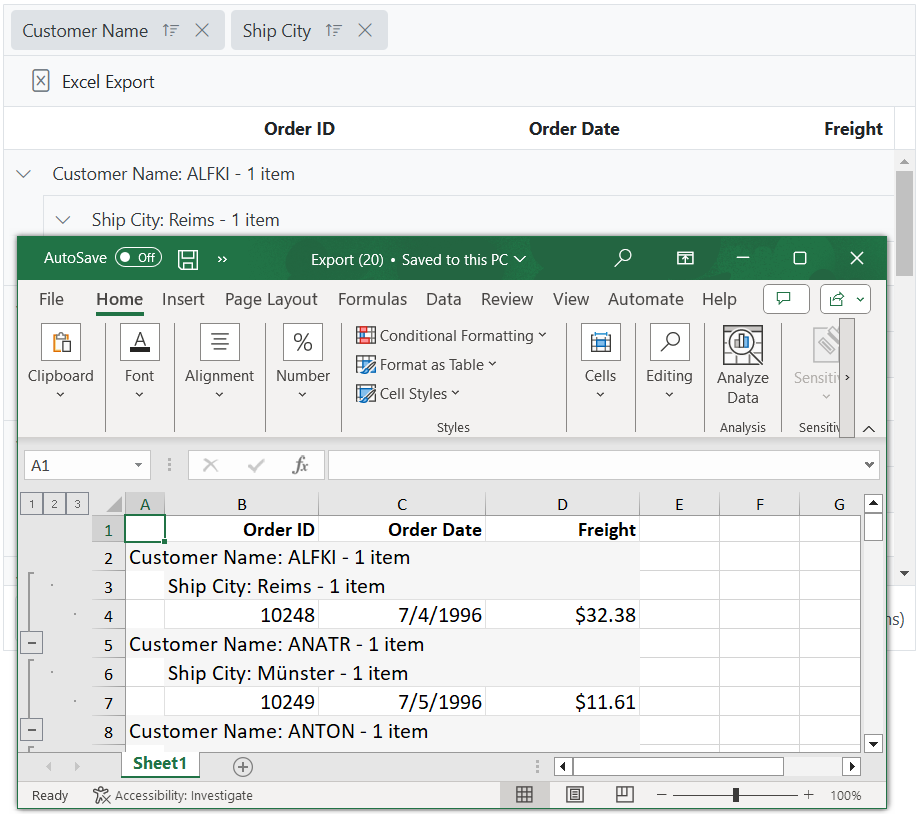 Customer Name Ship City
Excel Export
Order ID Order Date Freight
Customer Name: ALFKI - 1 item
Ship City: Reims - 1 item
AutoSave Off Export (20) • Saved to this PC
File Home Insert Page Layout Formulas Data Review View Automate Help
Clipboard Font Alignment % Number Conditional Formatting Format as Table Cell Styles Cells Editing Analyze Data
Styles Analysis
A1 fx
1 2 3 A B C D E F G
1 Order ID Order Date Freight
2 Customer Name: ALFKI - 1 item
3 Ship City: Reims - 1 item
4 10248 7/4/1996 $32.38
5 Customer Name: ANATR - 1 item
6 Ship City: Münster - 1 item
7 10249 7/5/1996 $11.61
8 Customer Name: ANTON - 1 item
Sheet1
Ready Accessibility: Investigate 100%